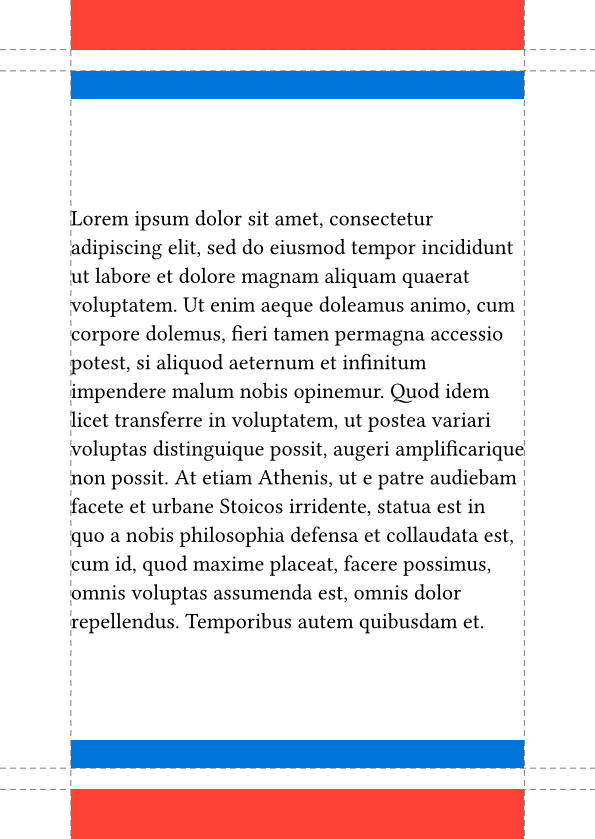 Lorem ipsum dolor sit amet, consectetur
adipiscing elit, sed do eiusmod tempor incididunt
ut labore et dolore magnam aliquam quaerat
voluptatem. Ut enim aeque doleamus animo, cum
corpore dolemus, fieri tamen permagna accessio
potest, si aliquod aeternum et infinitum
impendere malum nobis opinemur. Quod idem
licet transferre in voluptatem, ut postea variari
voluptas distinguique possit, augeri amplificarique
non possit. At etiam Athenis, ut e patre audiebam
facete et urbane Stoicos irridente, statua est in
quo a nobis philosophia defensa et collaudata est,
cum id, quod maxime placeat, facere possimus,
omnis voluptas assumenda est, omnis dolor
repellendus. Temporibus autem quibusdam et.